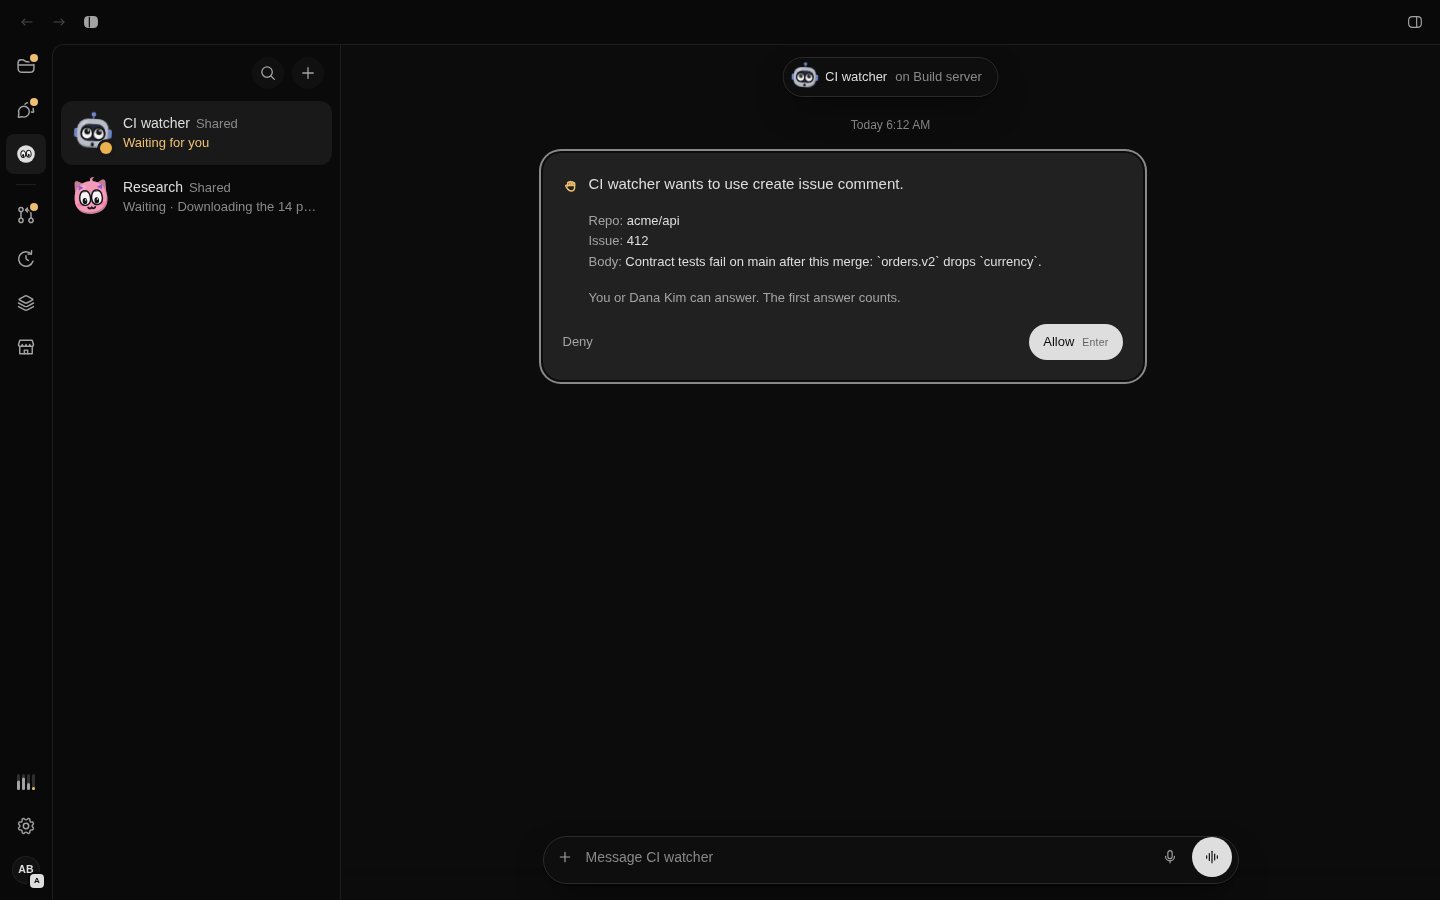 CI watcher on Build server
CI watcher Shared
Waiting for you
Research Shared
Waiting · Downloading the 14 p…
Today 6:12 AM
CI watcher wants to use create issue comment.
Repo: acme/api
Issue: 412
Body: Contract tests fail on main after this merge: `orders.v2` drops `currency`.
You or Dana Kim can answer. The first answer counts.
Deny
Allow Enter
Message CI watcher
AB
A